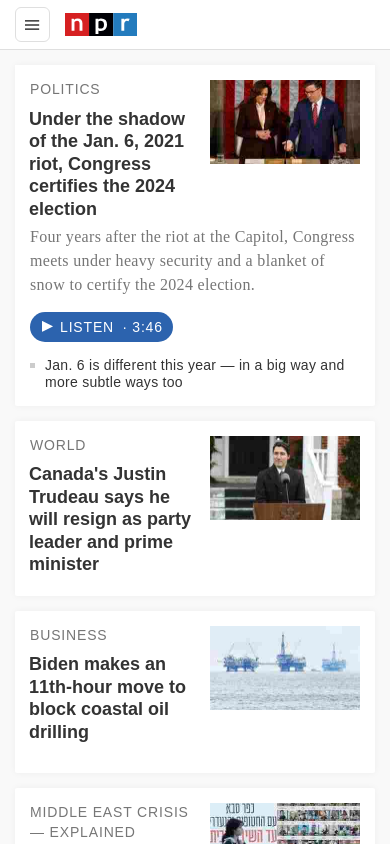 npr
POLITICS
Under the shadow
of the Jan. 6, 2021
riot, Congress
certifies the 2024
election
Four years after the riot at the Capitol, Congress
meets under heavy security and a blanket of
snow to certify the 2024 election.
LISTEN · 3:46
Jan. 6 is different this year — in a big way and
more subtle ways too
WORLD
Canada's Justin
Trudeau says he
will resign as party
leader and prime
minister
BUSINESS
Biden makes an
11th-hour move to
block coastal oil
drilling
MIDDLE EAST CRISIS
— EXPLAINED
כפר סבא